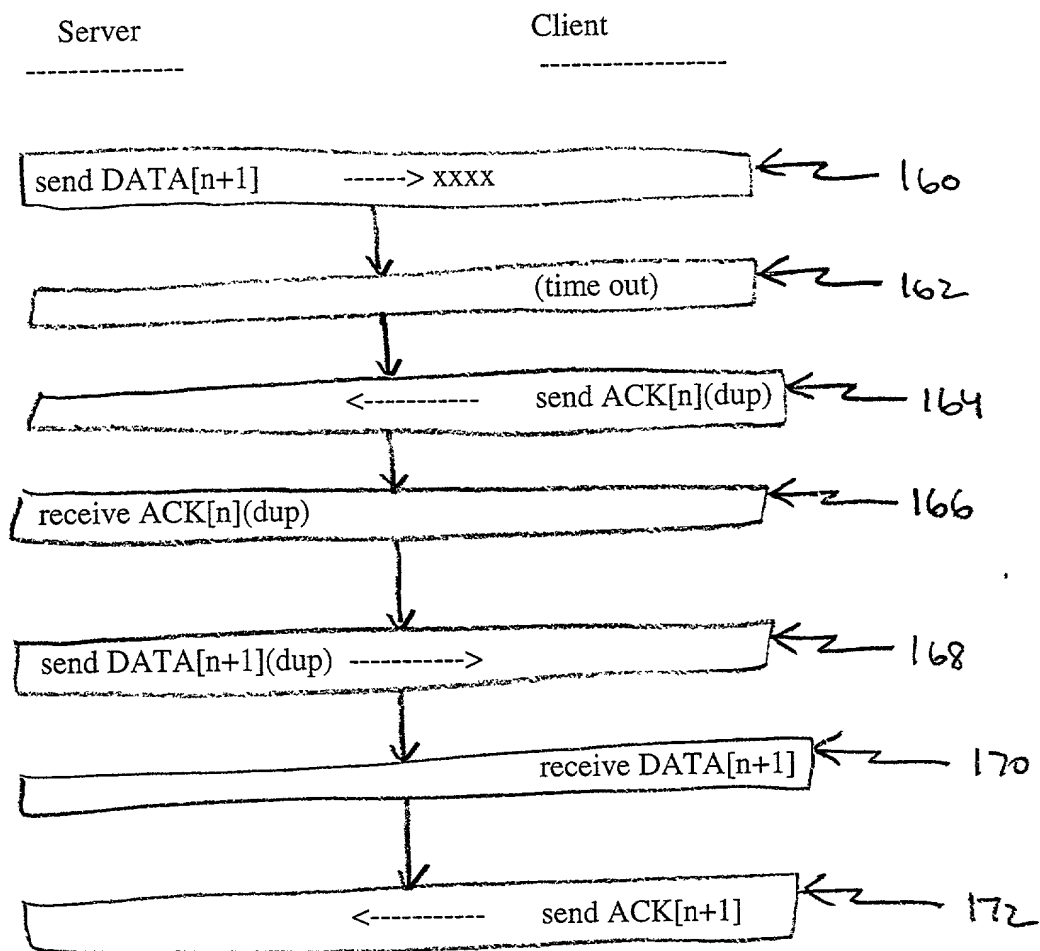 Server Client
---------------- -------------------
send DATA[n+1] ------> xxxx 160
(time out) 162
<----------- send ACK[n](dup) 164
receive ACK[n](dup) 166
send DATA[n+1](dup) -----------> 168
receive DATA[n+1] 170
<----------- send ACK[n+1] 172